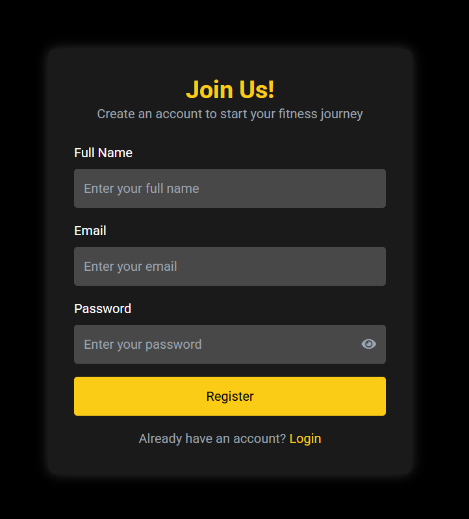 Join Us!
Create an account to start your fitness journey
Full Name
Enter your full name
Email
Enter your email
Password
Enter your password
Register
Already have an account? Login